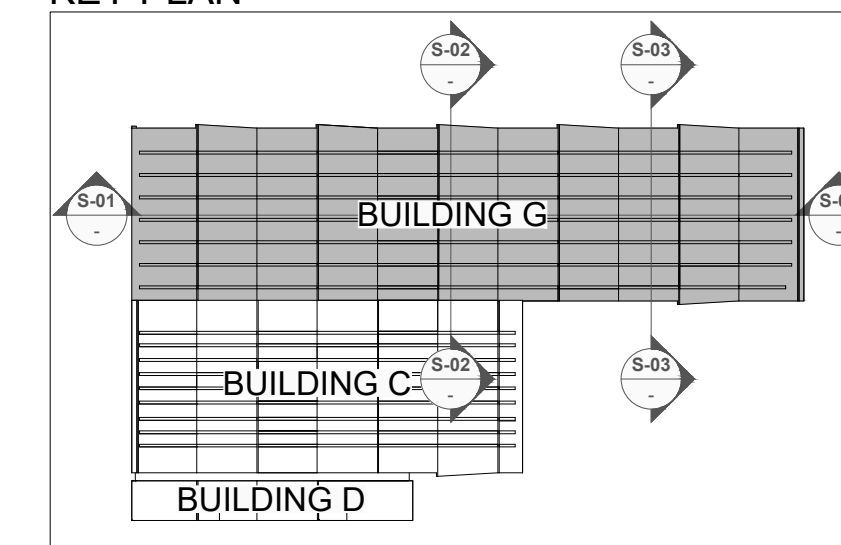 KEY PLAN
S-02
-
S-03
-
S-01
-
-
BUILDING G
S-02
-
S-03
-
BUILDING C
BUILDING D